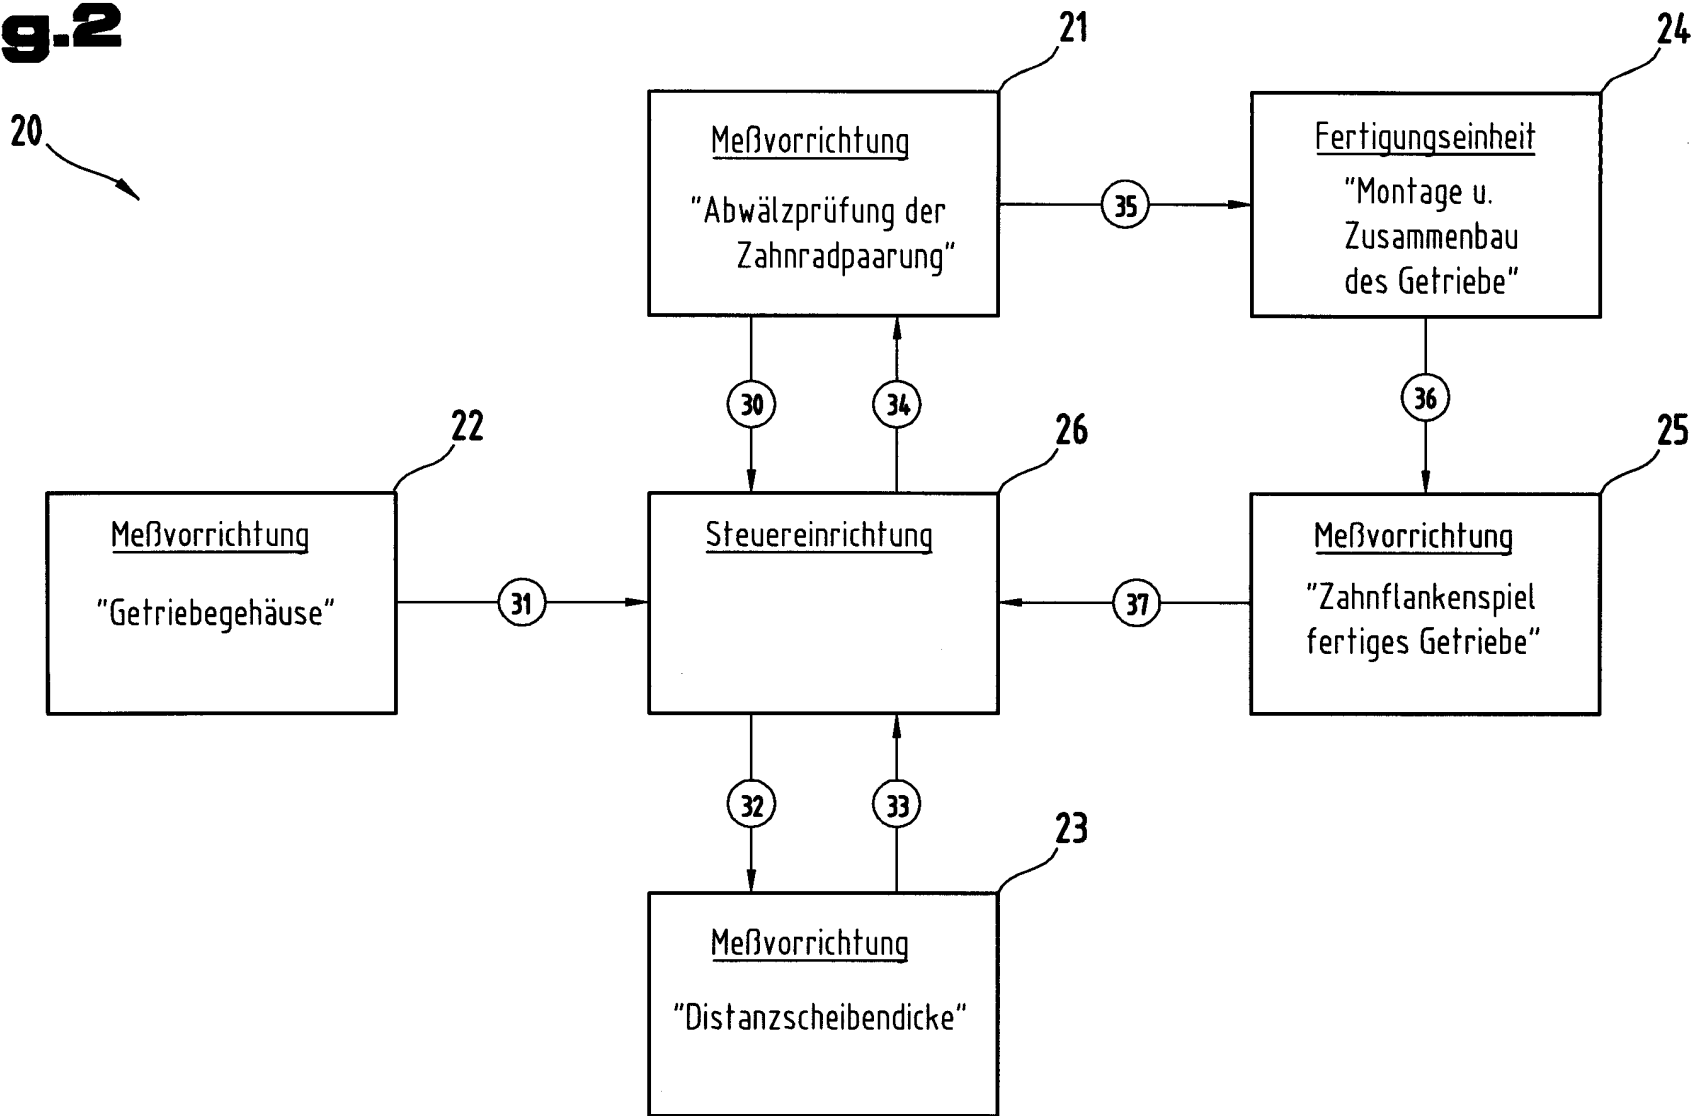 g.2
20
21
Meßvorrichtung
"Abwälzprüfung der
Zahnradpaarung"
35
24
Fertigungseinheit
"Montage u.
Zusammenbau
des Getriebe"
30
34
36
22
Meßvorrichtung
"Getriebegehäuse"
31
26
Steuereinrichtung
37
25
Meßvorrichtung
"Zahnflankenspiel
fertiges Getriebe"
32
33
23
Meßvorrichtung
"Distanzscheibendicke"